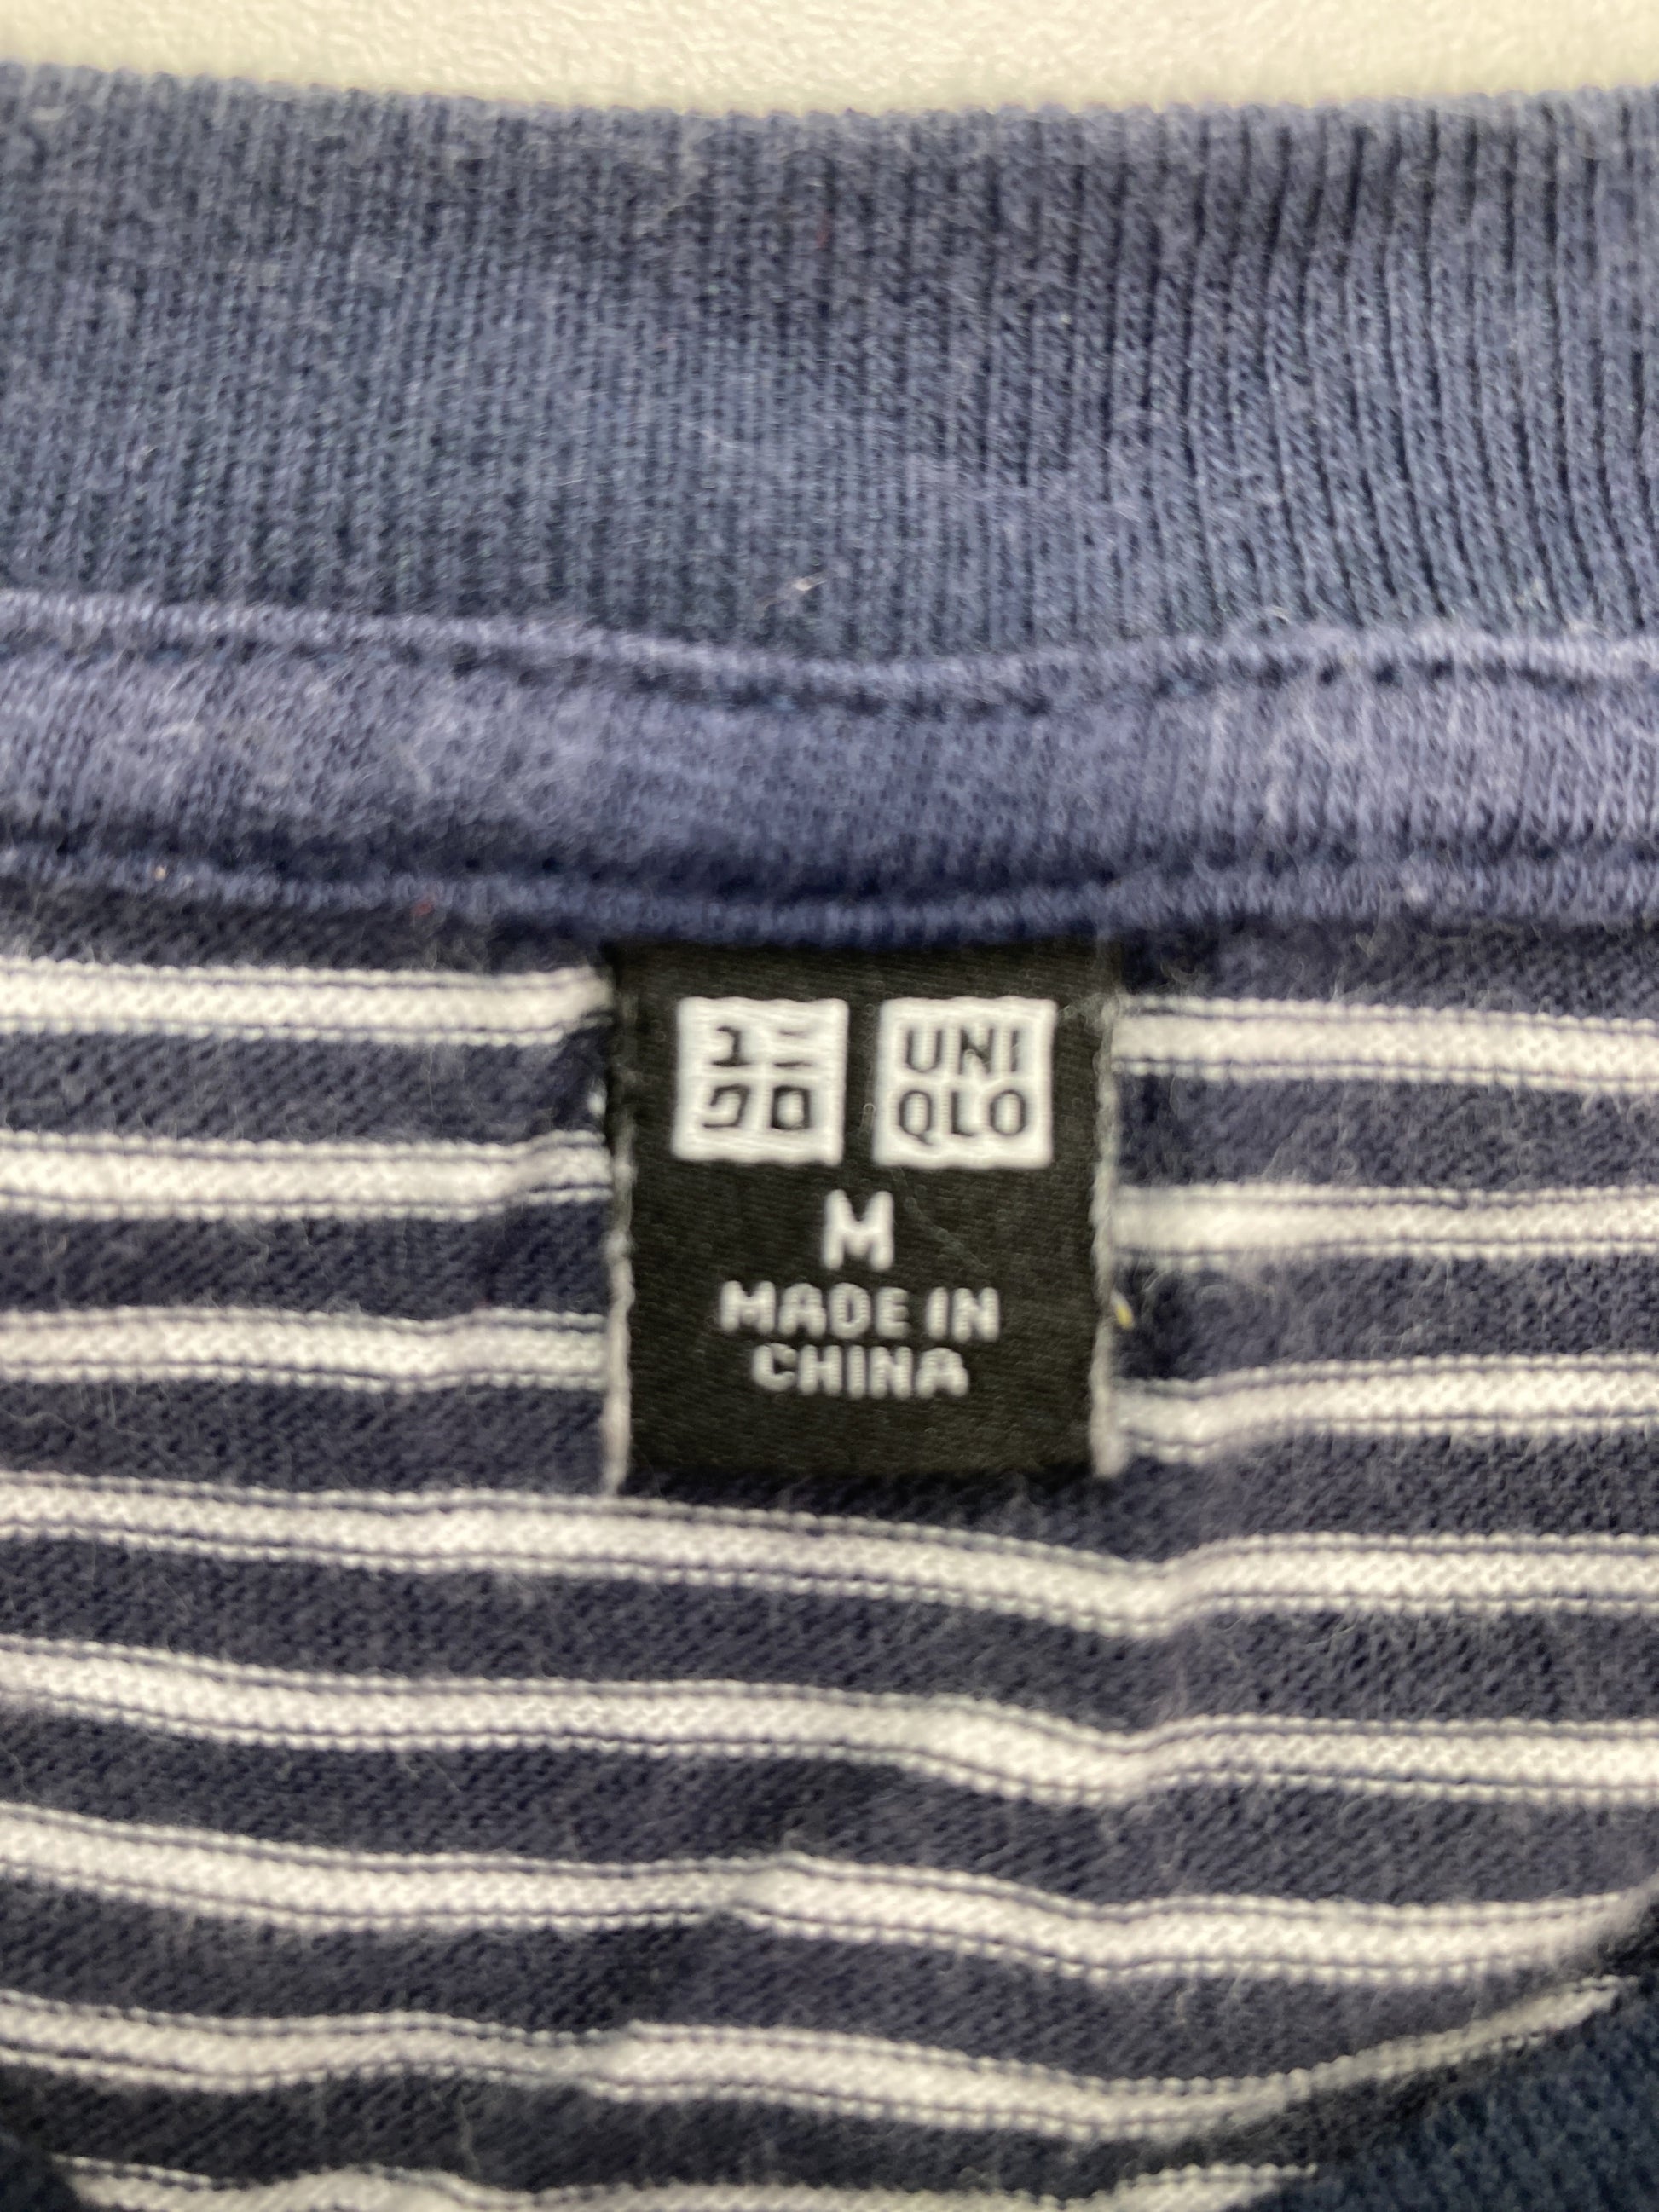 ユニ
クロ
UNI
QLO
M
MADE IN
CHINA